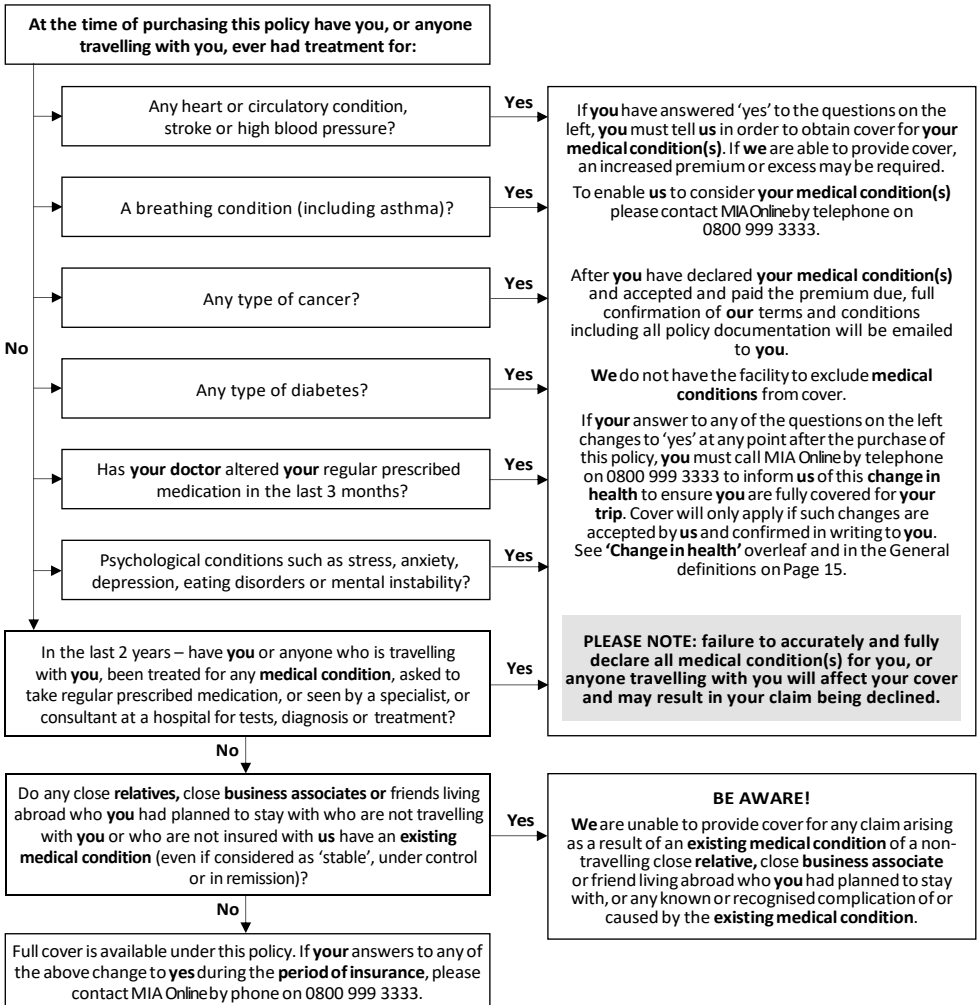 At the time of purchasing this policy have you, or anyone
travelling with you, ever had treatment for:
Any heart or circulatory condition,
stroke or high blood pressure?
Yes
A breathing condition (including asthma)?
Yes
Any type of cancer?
Yes
No
Any type of diabetes?
Yes
Has your doctor altered your regular prescribed
medication in the last 3 months?
Yes
Psychological conditions such as stress, anxiety,
depression, eating disorders or mental instability?
Yes
If you have answered ‘yes’ to the questions on the
left, you must tell us in order to obtain cover for your
medical condition(s). If we are able to provide cover,
an increased premium or excess may be required.
To enable us to consider your medical condition(s)
please contact MIA Online by telephone on
0800 999 3333.
After you have declared your medical condition(s)
and accepted and paid the premium due, full
confirmation of our terms and conditions
including all policy documentation will be emailed
to you.
We do not have the facility to exclude medical
conditions from cover.
If your answer to any of the questions on the left
changes to ‘yes’ at any point after the purchase of
this policy, you must call MIA Online by telephone
on 0800 999 3333 to inform us of this change in
health to ensure you are fully covered for your
trip. Cover will only apply if such changes are
accepted by us and confirmed in writing to you.
See ‘Change in health’ overleaf and in the General
definitions on Page 15.
PLEASE NOTE: failure to accurately and fully
declare all medical condition(s) for you, or
anyone travelling with you will affect your cover
and may result in your claim being declined.
In the last 2 years – have you or anyone who is travelling
with you, been treated for any medical condition, asked to
take regular prescribed medication, or seen by a specialist, or
consultant at a hospital for tests, diagnosis or treatment?
Yes
No
Do any close relatives, close business associates or friends living
abroad who you had planned to stay with who are not travelling
with you or who are not insured with us have an existing
medical condition (even if considered as ‘stable’, under control
or in remission)?
Yes
BE AWARE!
We are unable to provide cover for any claim arising
as a result of an existing medical condition of a non-
travelling close relative, close business associate
or friend living abroad who you had planned to stay
with, or any known or recognised complication of or
caused by the existing medical condition.
No
Full cover is available under this policy. If your answers to any of
the above change to yes during the period of insurance, please
contact MIA Online by phone on 0800 999 3333.